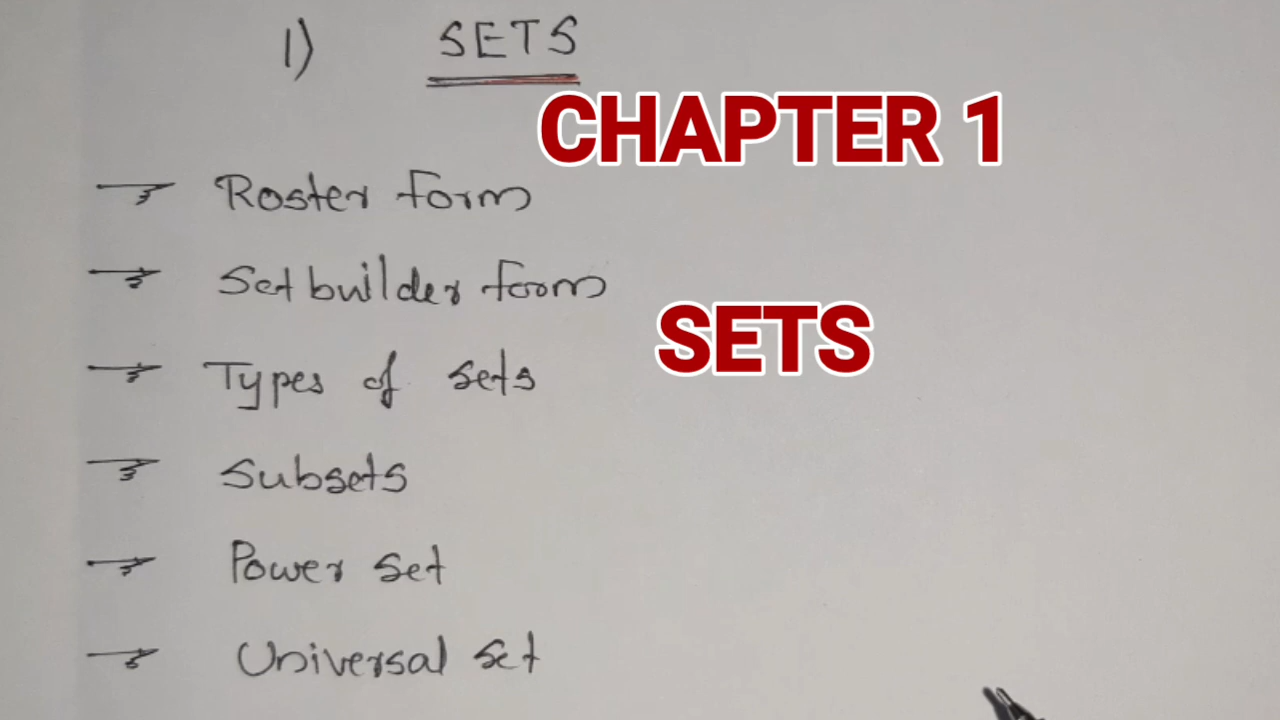 1) SETS
CHAPTER 1
Roster form
Set builder form
SETS
Types of sets
Subsets
Power set
Universal set